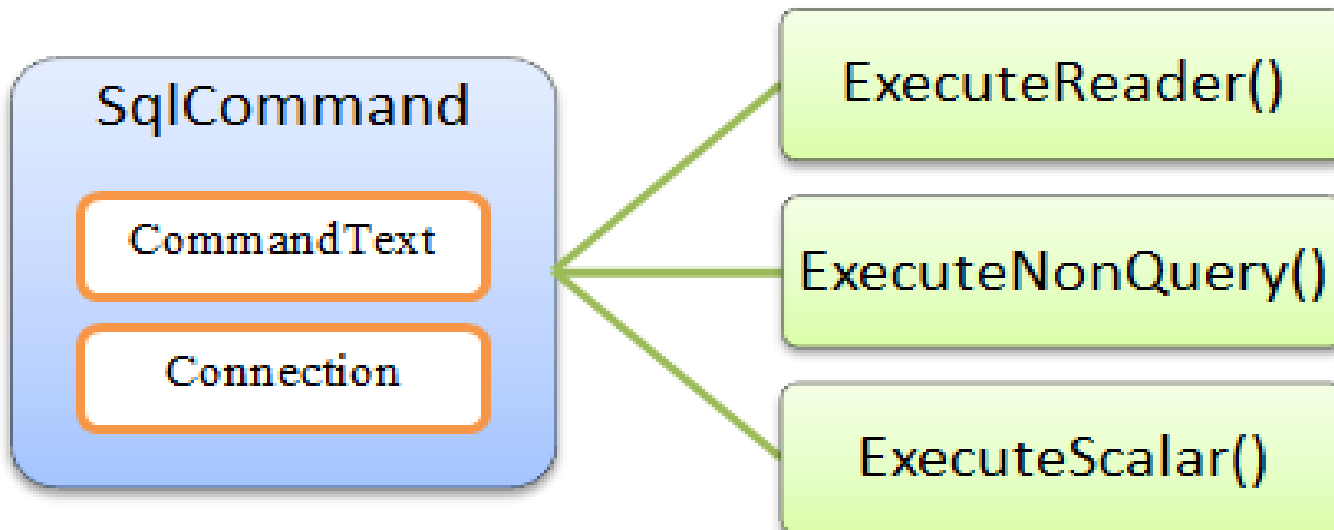 SqlCommand
CommandText
Connection
ExecuteReader()
ExecuteNonQuery()
ExecuteScalar()